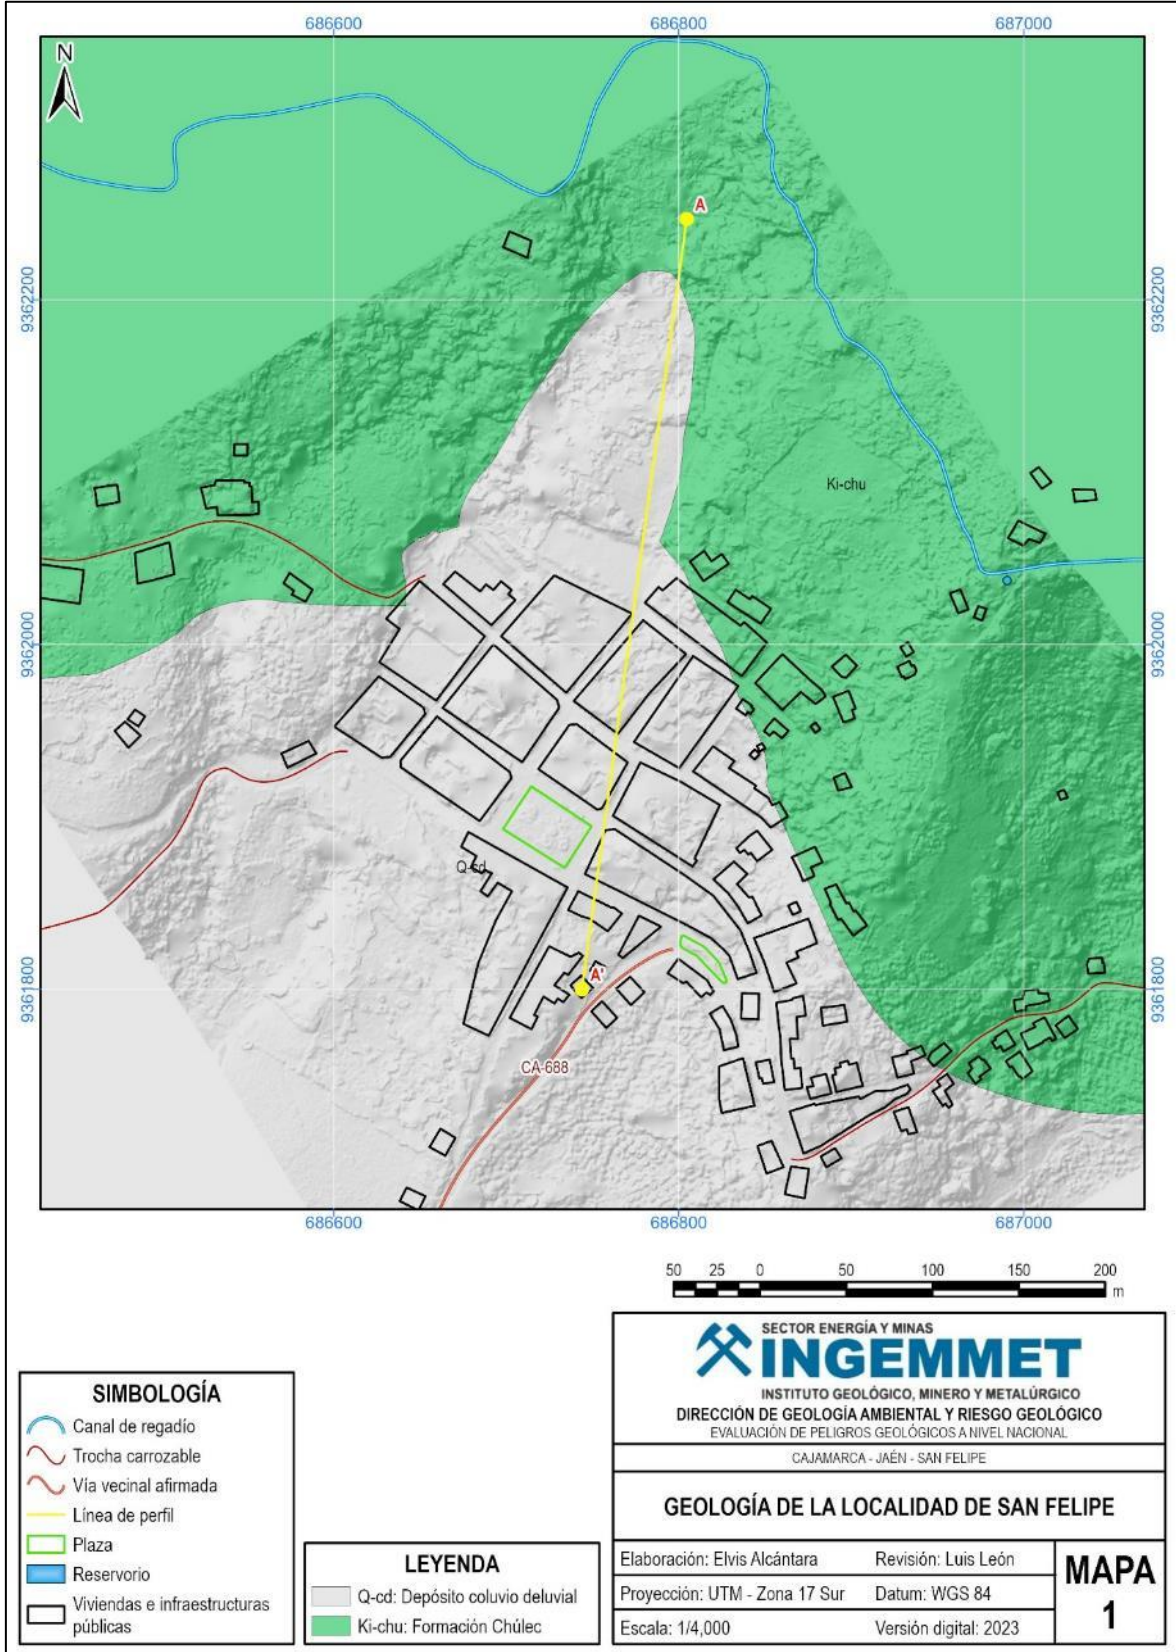 686600
686800
687000
N
A
9362200
9362200
Ki-chu
9362000
9362000
Q-cd
9361800
9361800
A'
CA-688
686600
686800
687000
50 25 0 50 100 150 200
m
SECTOR ENERGÍA Y MINAS
INGEMMET
INSTITUTO GEOLÓGICO, MINERO Y METALÚRGICO
DIRECCIÓN DE GEOLOGÍA AMBIENTAL Y RIESGO GEOLÓGICO
EVALUACIÓN DE PELIGROS GEOLÓGICOS A NIVEL NACIONAL
CAJAMARCA - JAÉN - SAN FELIPE
GEOLOGÍA DE LA LOCALIDAD DE SAN FELIPE
Elaboración: Elvis Alcántara
Revisión: Luis León
Proyección: UTM - Zona 17 Sur
Datum: WGS 84
Escala: 1/4,000
Versión digital: 2023
MAPA
1
SIMBOLOGÍA
Canal de regadío
Trocha carrozable
Vía vecinal afirmada
Línea de perfil
Plaza
Reservorio
Viviendas e infraestructuras
públicas
LEYENDA
Q-cd: Depósito coluvio deluvial
Ki-chu: Formación Chúlec